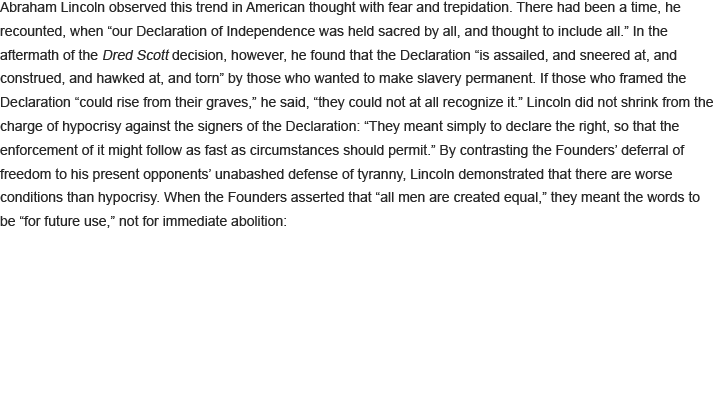 Abraham Lincoln observed this trend in American thought with fear and trepidation. There had been a time, he
recounted, when “our Declaration of Independence was held sacred by all, and thought to include all.” In the
aftermath of the Dred Scott decision, however, he found that the Declaration “is assailed, and sneered at, and
construed, and hawked at, and torn” by those who wanted to make slavery permanent. If those who framed the
Declaration “could rise from their graves,” he said, “they could not at all recognize it.” Lincoln did not shrink from the
charge of hypocrisy against the signers of the Declaration: “They meant simply to declare the right, so that the
enforcement of it might follow as fast as circumstances should permit.” By contrasting the Founders’ deferral of
freedom to his present opponents’ unabashed defense of tyranny, Lincoln demonstrated that there are worse
conditions than hypocrisy. When the Founders asserted that “all men are created equal,” they meant the words to
be “for future use,” not for immediate abolition: